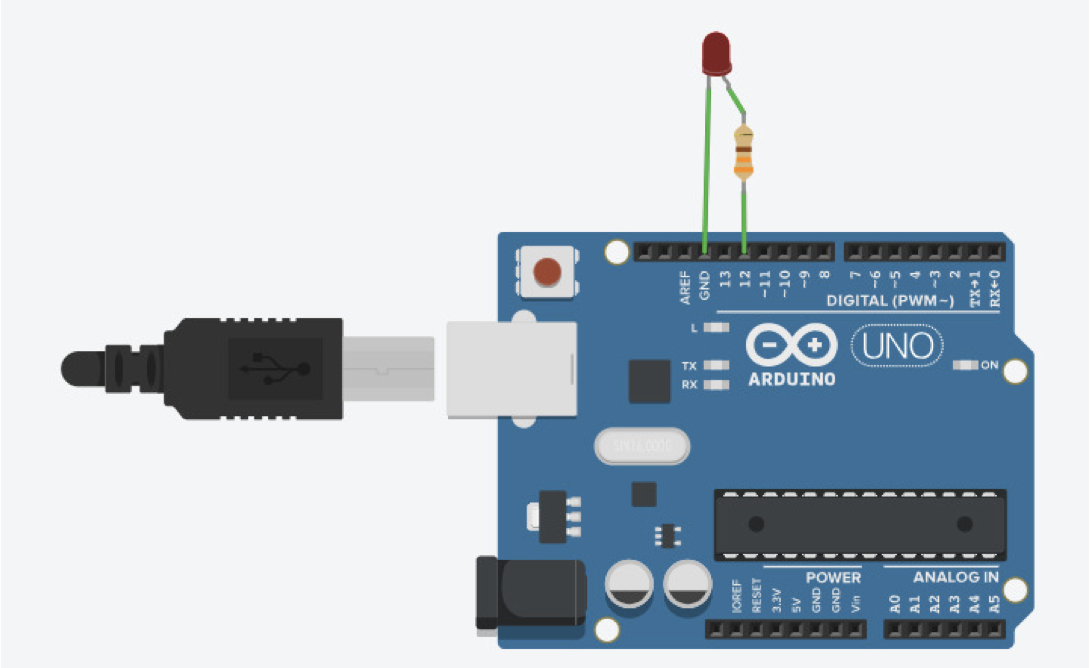 AREF
GND
13
12
~11
~10
~9
8
7
~6
~5
4
~3
2
TX→1
RX←0
DIGITAL (PWM~)
L
TX
RX
ARDUINO
UNO
ON
POWER
ANALOG IN
IOREF
RESET
3.3V
5V
GND
GND
Vin
A0
A1
A2
A3
A4
A5